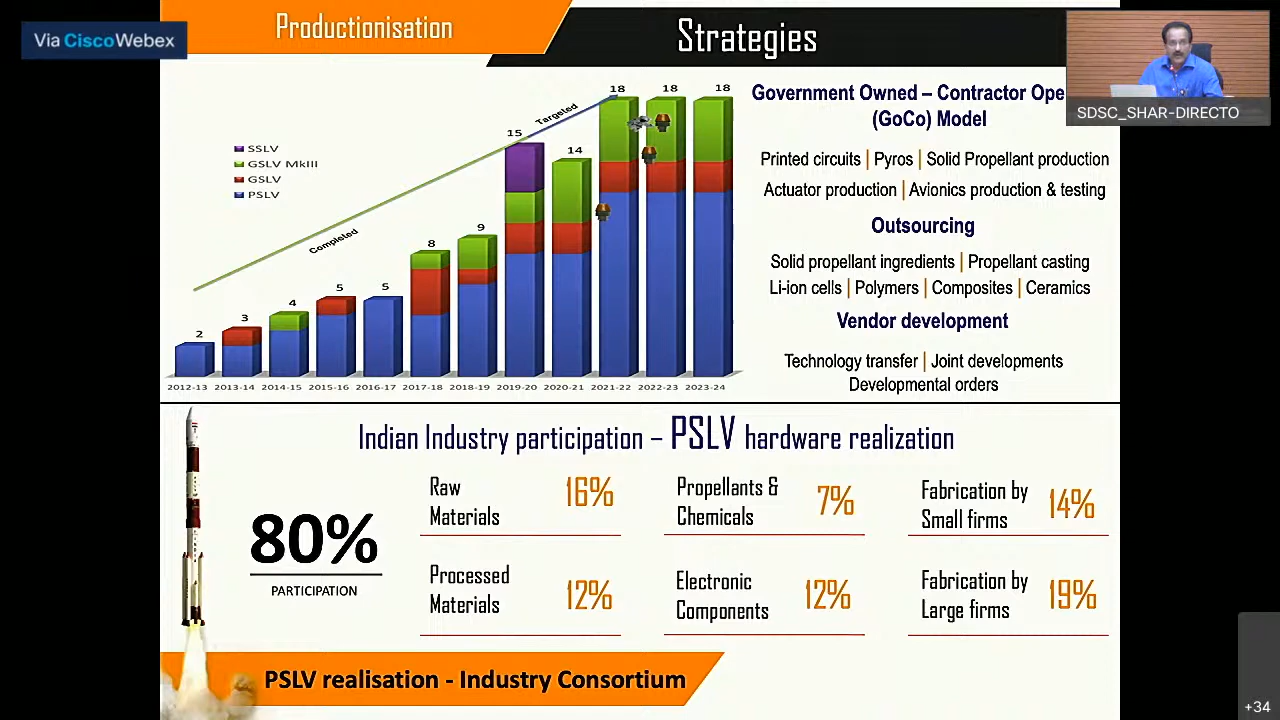 Productionisation
Strategies
Via Cisco Webex
SDSC_SHAR-DIRECTO
SSLV
GSLV MkIII
GSLV
PSLV
Completed
Targeted
2
3
4
5
5
8
9
15
14
18
18
18
2012-13 2013-14 2014-15 2015-16 2016-17 2017-18 2018-19 2019-20 2020-21 2021-22 2022-23 2023-24
Government Owned – Contractor Ope
(GoCo) Model
Printed circuits | Pyros | Solid Propellant production
Actuator production | Avionics production & testing
Outsourcing
Solid propellant ingredients | Propellant casting
Li-ion cells | Polymers | Composites | Ceramics
Vendor development
Technology transfer | Joint developments
Developmental orders
Indian Industry participation – PSLV hardware realization
80%
PARTICIPATION
Raw
Materials
16%
Propellants &
Chemicals
7%
Fabrication by
Small firms
14%
Processed
Materials
12%
Electronic
Components
12%
Fabrication by
Large firms
19%
PSLV realisation - Industry Consortium
+34